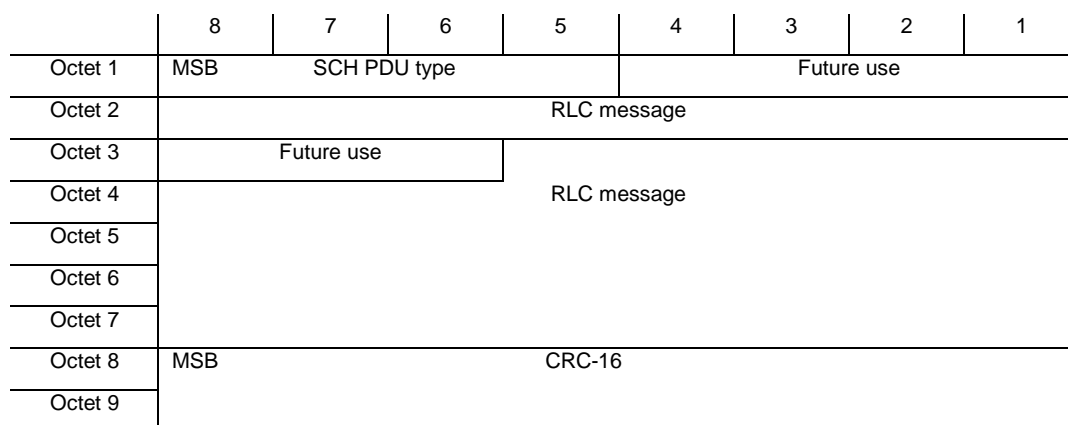 8 7 6 5 4 3 2 1
Octet 1 MSB SCH PDU type Future use
Octet 2 RLC message
Octet 3 Future use
Octet 4 RLC message
Octet 5
Octet 6
Octet 7
Octet 8 MSB CRC-16
Octet 9